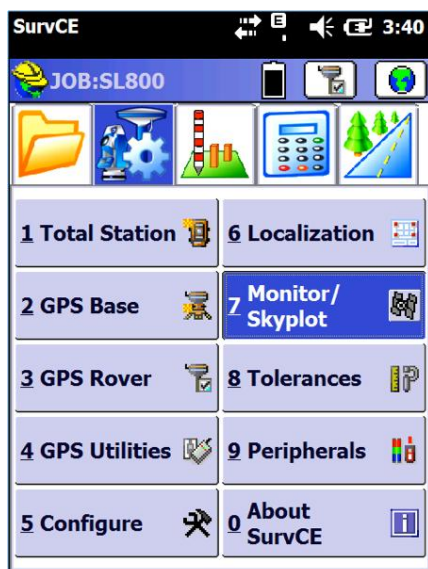 SurvCE
E
3:40
JOB:SL800
1 Total Station
6 Localization
2 GPS Base
7 Monitor/
Skyplot
3 GPS Rover
8 Tolerances
4 GPS Utilities
9 Peripherals
5 Configure
0 About
SurvCE